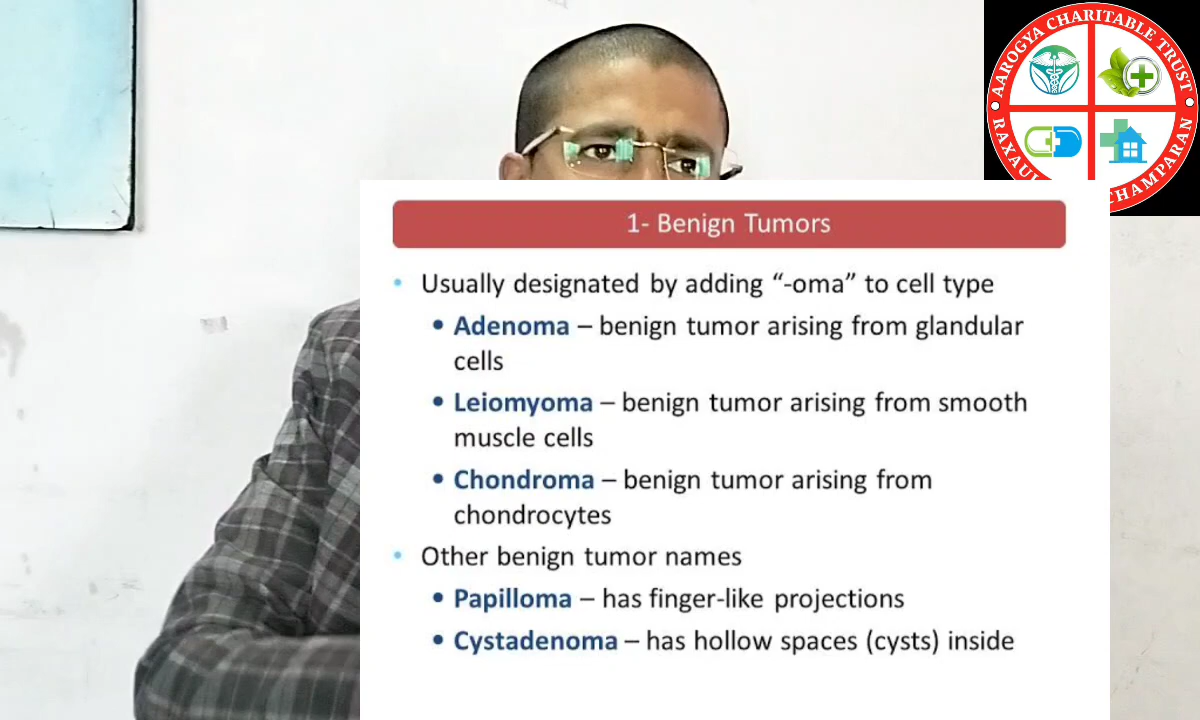 AAROGYA CHARITABLE TRUST
RAXAUL
CHAMPARAN
1- Benign Tumors
• Usually designated by adding “-oma” to cell type
• Adenoma – benign tumor arising from glandular
cells
• Leiomyoma – benign tumor arising from smooth
muscle cells
• Chondroma – benign tumor arising from
chondrocytes
• Other benign tumor names
• Papilloma – has finger-like projections
• Cystadenoma – has hollow spaces (cysts) inside